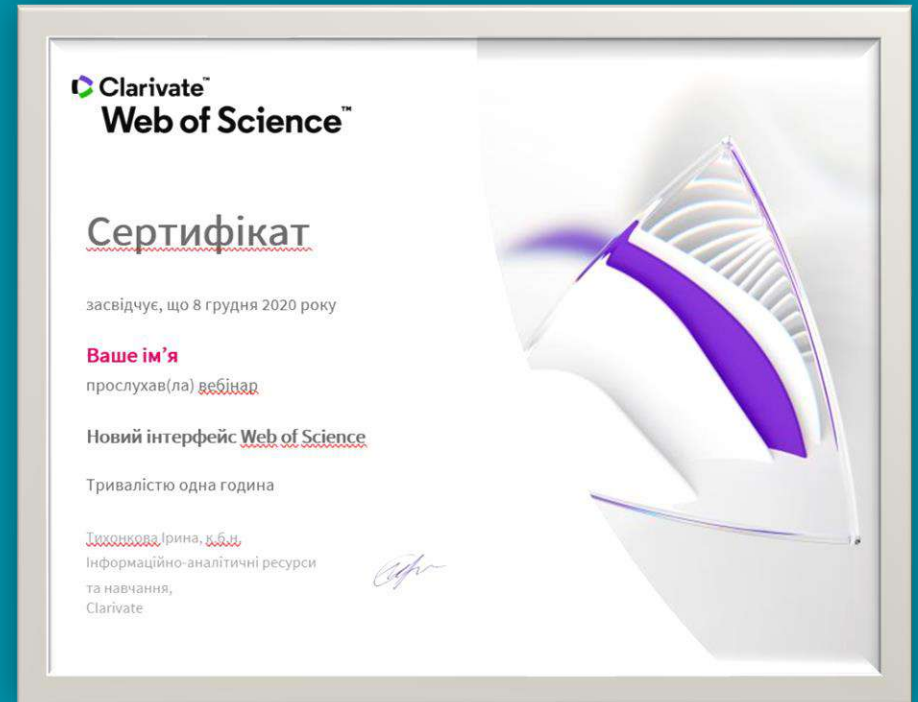 Clarivate™
Web of Science™
Сертифікат
засвідчує, що 8 грудня 2020 року
Ваше ім’я
прослухав(ла) вебінар
Новий інтерфейс Web of Science
Тривалістю одна година
Тихонкова Ірина, к.б.н.
Інформаційно-аналітичні ресурси
та навчання,
Clarivate